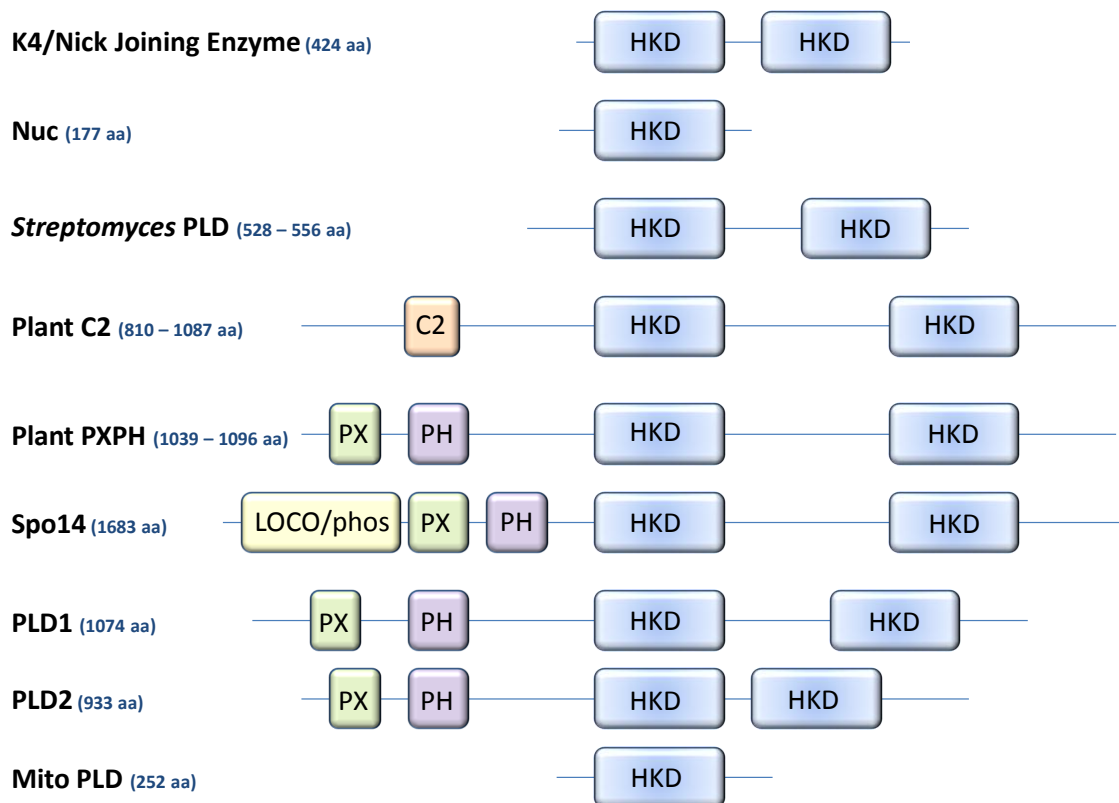 K4/Nick Joining Enzyme (424 aa) HKD HKD
Nuc (177 aa) HKD
Streptomyces PLD (528 – 556 aa) HKD HKD
Plant C2 (810 – 1087 aa) C2 HKD HKD
Plant PXPH (1039 – 1096 aa) PX PH HKD HKD
Spo14 (1683 aa) LOCO/phos PX PH HKD HKD
PLD1 (1074 aa) PX PH HKD HKD
PLD2 (933 aa) PX PH HKD HKD
Mito PLD (252 aa) HKD